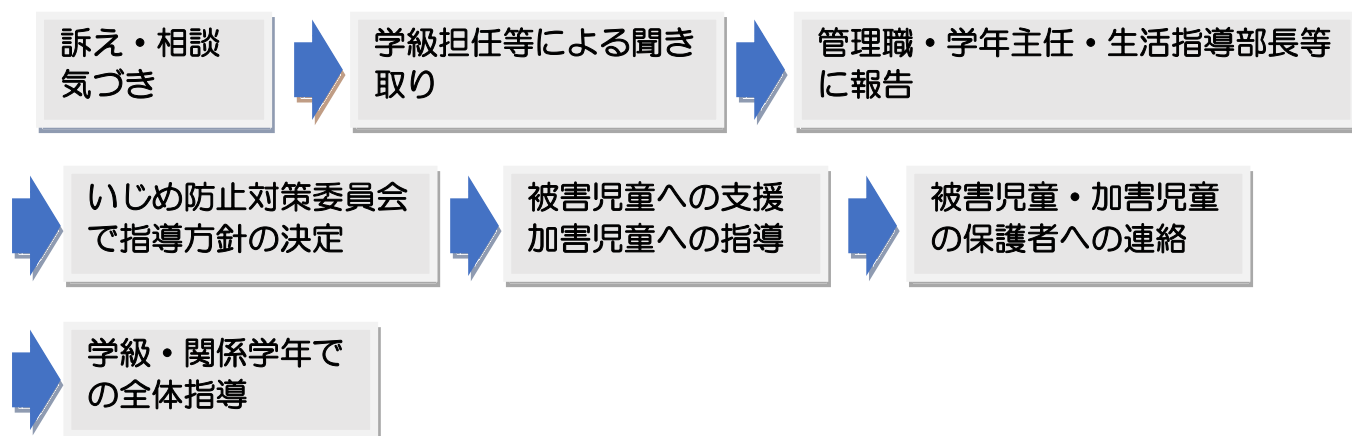 訴え・相談
気づき
学級担任等による聞き
取り
管理職・学年主任・生活指導部長等
に報告
いじめ防止対策委員会
で指導方針の決定
被害児童への支援
加害児童への指導
被害児童・加害児童
の保護者への連絡
学級・関係学年で
の全体指導